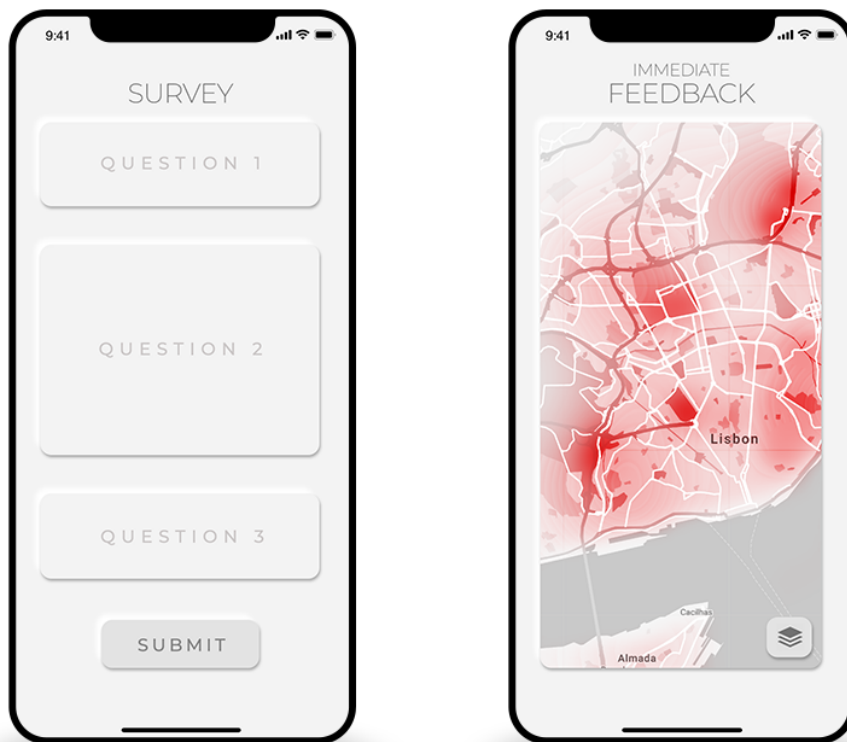 9:41
SURVEY
QUESTION 1
QUESTION 2
QUESTION 3
SUBMIT
9:41
IMMEDIATE
FEEDBACK
Lisbon
Cacilhas
Almada